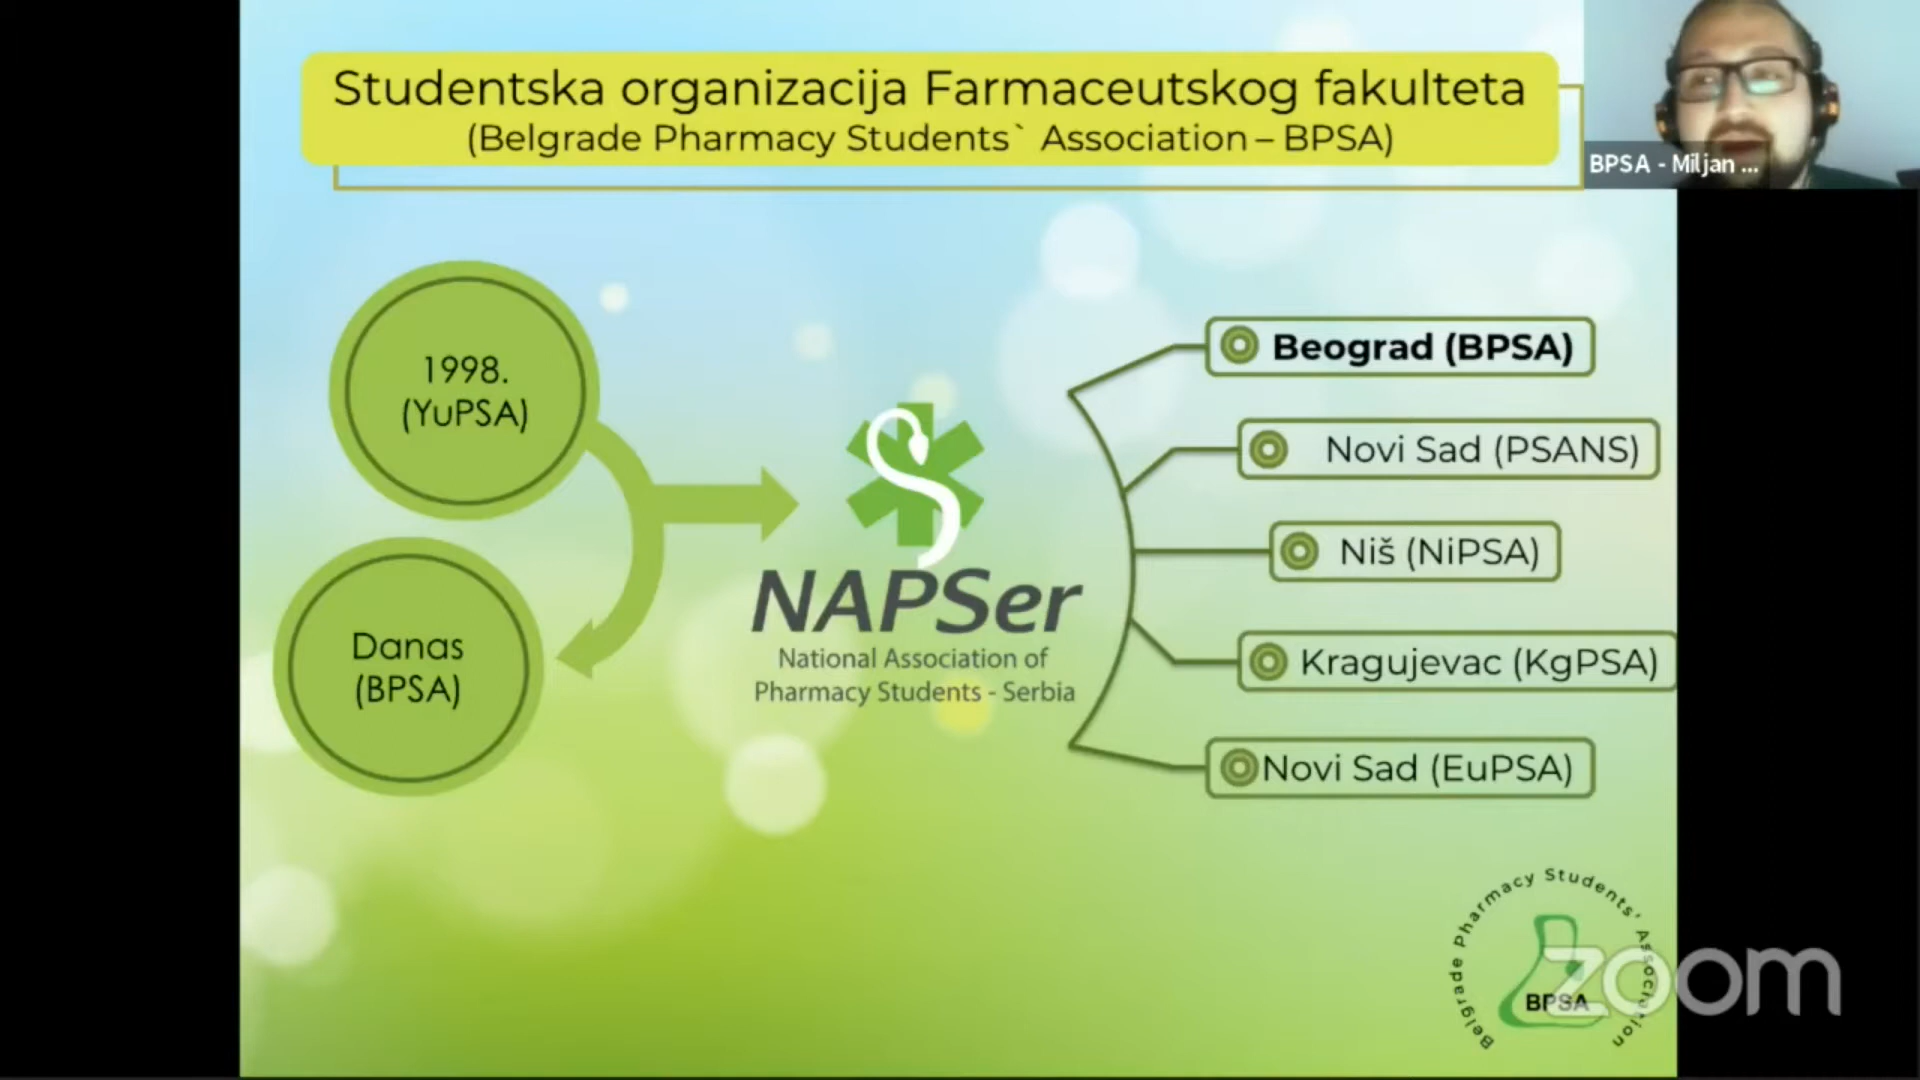 Studentska organizacija Farmaceutskog fakulteta
(Belgrade Pharmacy Students` Association – BPSA)
BPSA - Miljan ...
1998.
(YuPSA)
Danas
(BPSA)
NAPSer
National Association of
Pharmacy Students - Serbia
Beograd (BPSA)
Novi Sad (PSANS)
Niš (NiPSA)
Kragujevac (KgPSA)
Novi Sad (EuPSA)
Belgrade Pharmacy Students' Association
BPSA
zoom